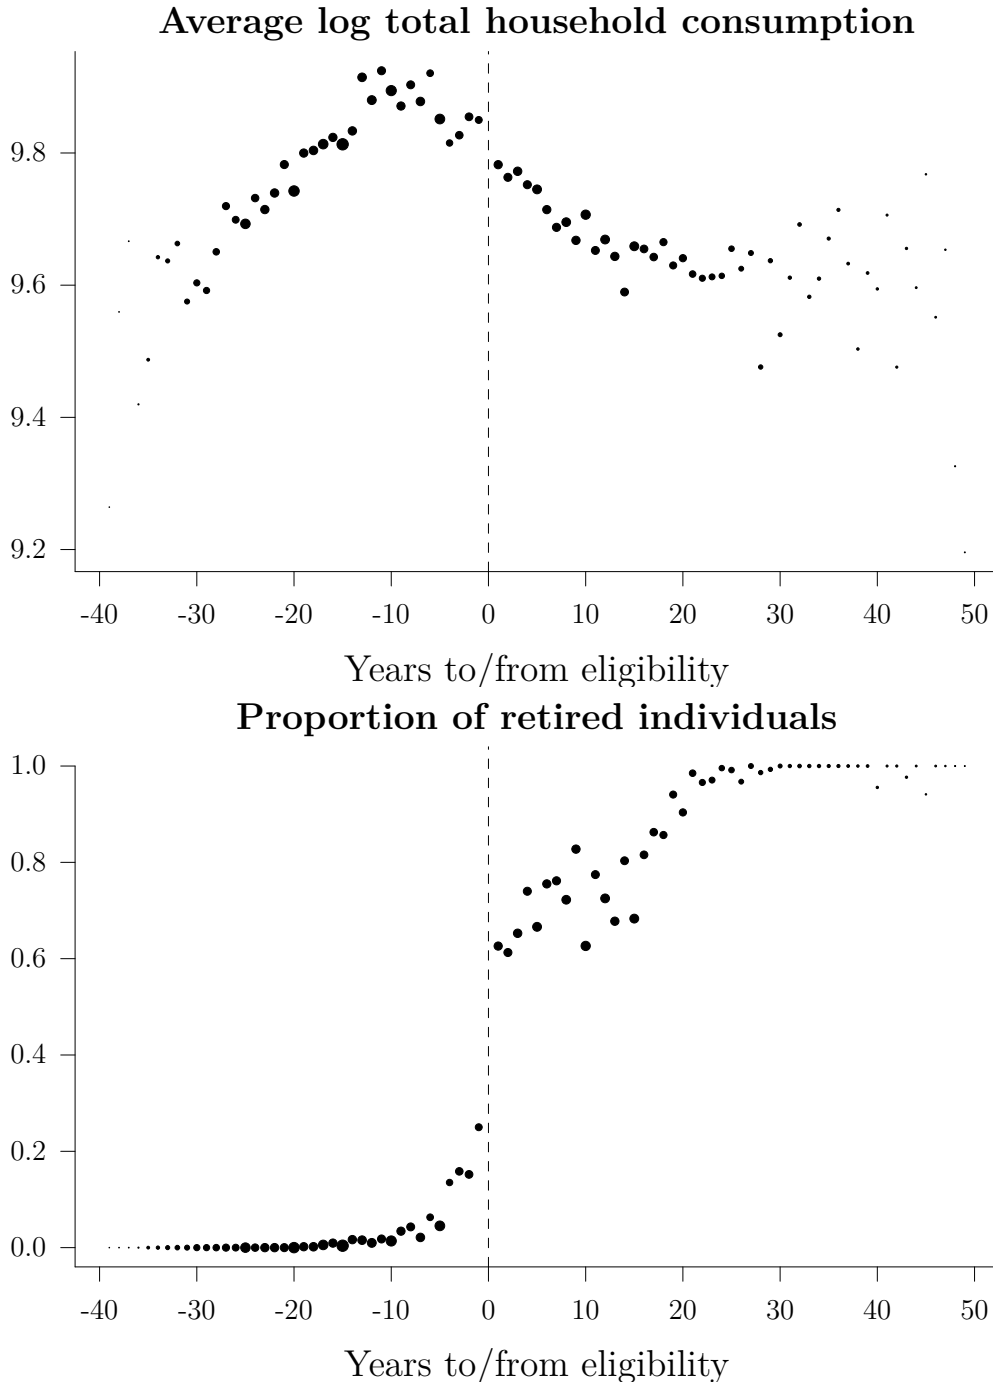 Average log total household consumption
9.8
9.6
9.4
9.2
-40 -30 -20 -10 0 10 20 30 40 50
Years to/from eligibility
Proportion of retired individuals
1.0
0.8
0.6
0.4
0.2
0.0
-40 -30 -20 -10 0 10 20 30 40 50
Years to/from eligibility